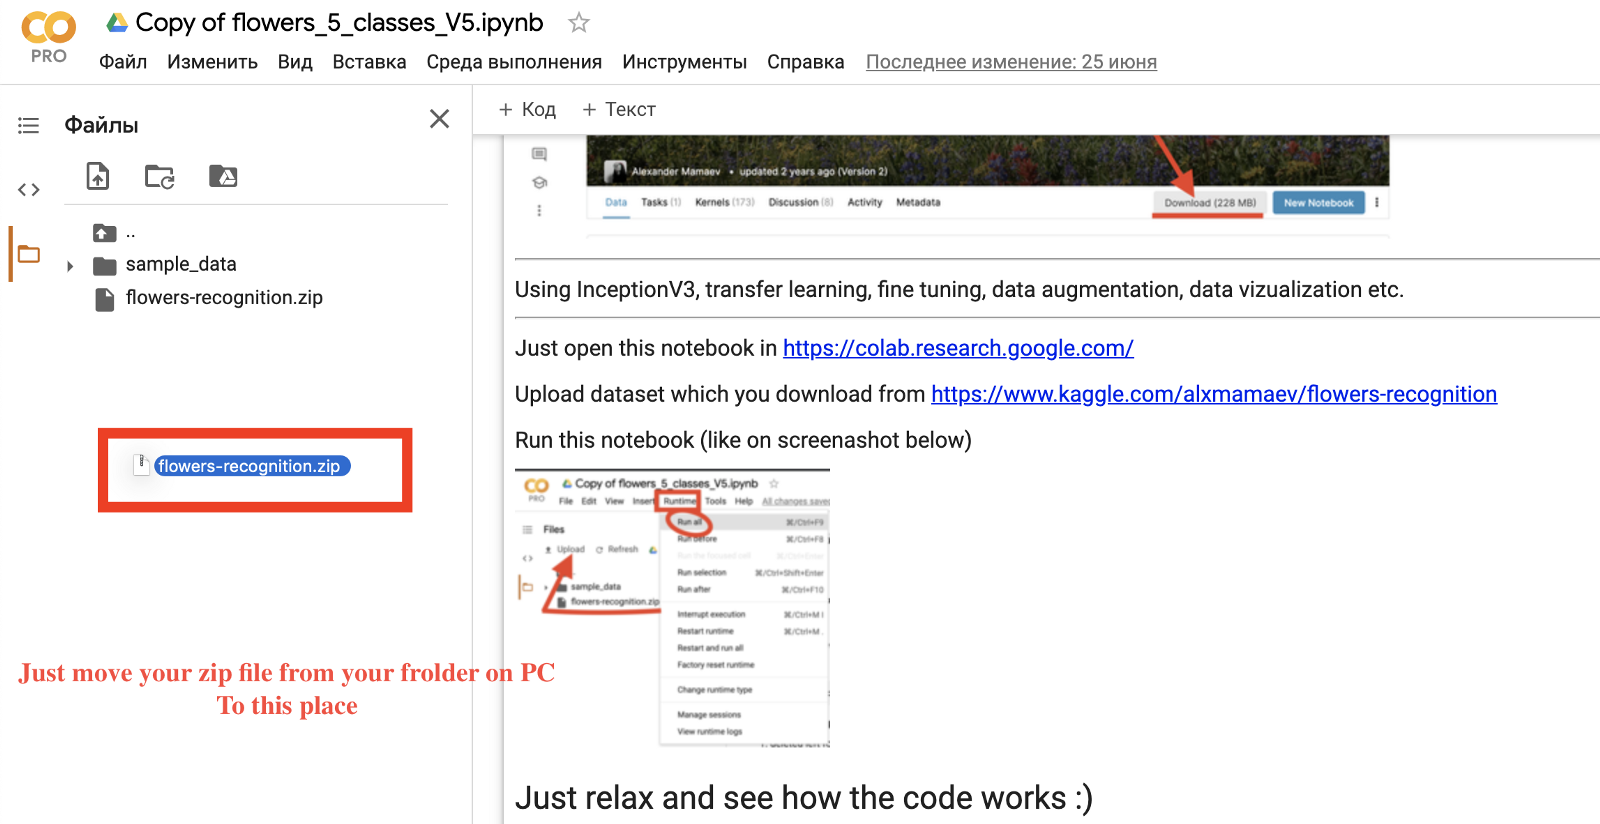 Copy of flowers_5_classes_V5.ipynb
PRO
Файл Изменить Вид Вставка Среда выполнения Инструменты Справка Последнее изменение: 25 июня
Файлы
..
sample_data
flowers-recognition.zip
flowers-recognition.zip
Just move your zip file from your frolder on PC
To this place
+ Код + Текст
Alexander Mamaev • updated 2 years ago (Version 2)
Data Tasks (1) Kernels (173) Discussion (8) Activity Metadata Download (228 MB) New Notebook
Using InceptionV3, transfer learning, fine tuning, data augmentation, data vizualization etc.
Just open this notebook in https://colab.research.google.com/
Upload dataset which you download from https://www.kaggle.com/alxmamaev/flowers-recognition
Run this notebook (like on screenashot below)
Copy of flowers_5_classes_V5.ipynb
PRO
File Edit View Insert Runtime Tools Help All changes saved
Files
Upload Refresh
sample_data
flowers-recognition.zip
Run all ⌘/Ctrl+F9
Run before ⌘/Ctrl+F8
Run the focused cell ⌘/Ctrl+Enter
Run selection ⌘/Ctrl+Shift+Enter
Run after ⌘/Ctrl+F10
Interrupt execution ⌘/Ctrl+M I
Restart runtime ⌘/Ctrl+M .
Restart and run all
Factory reset runtime
Change runtime type
Manage sessions
View runtime logs
Just relax and see how the code works :)